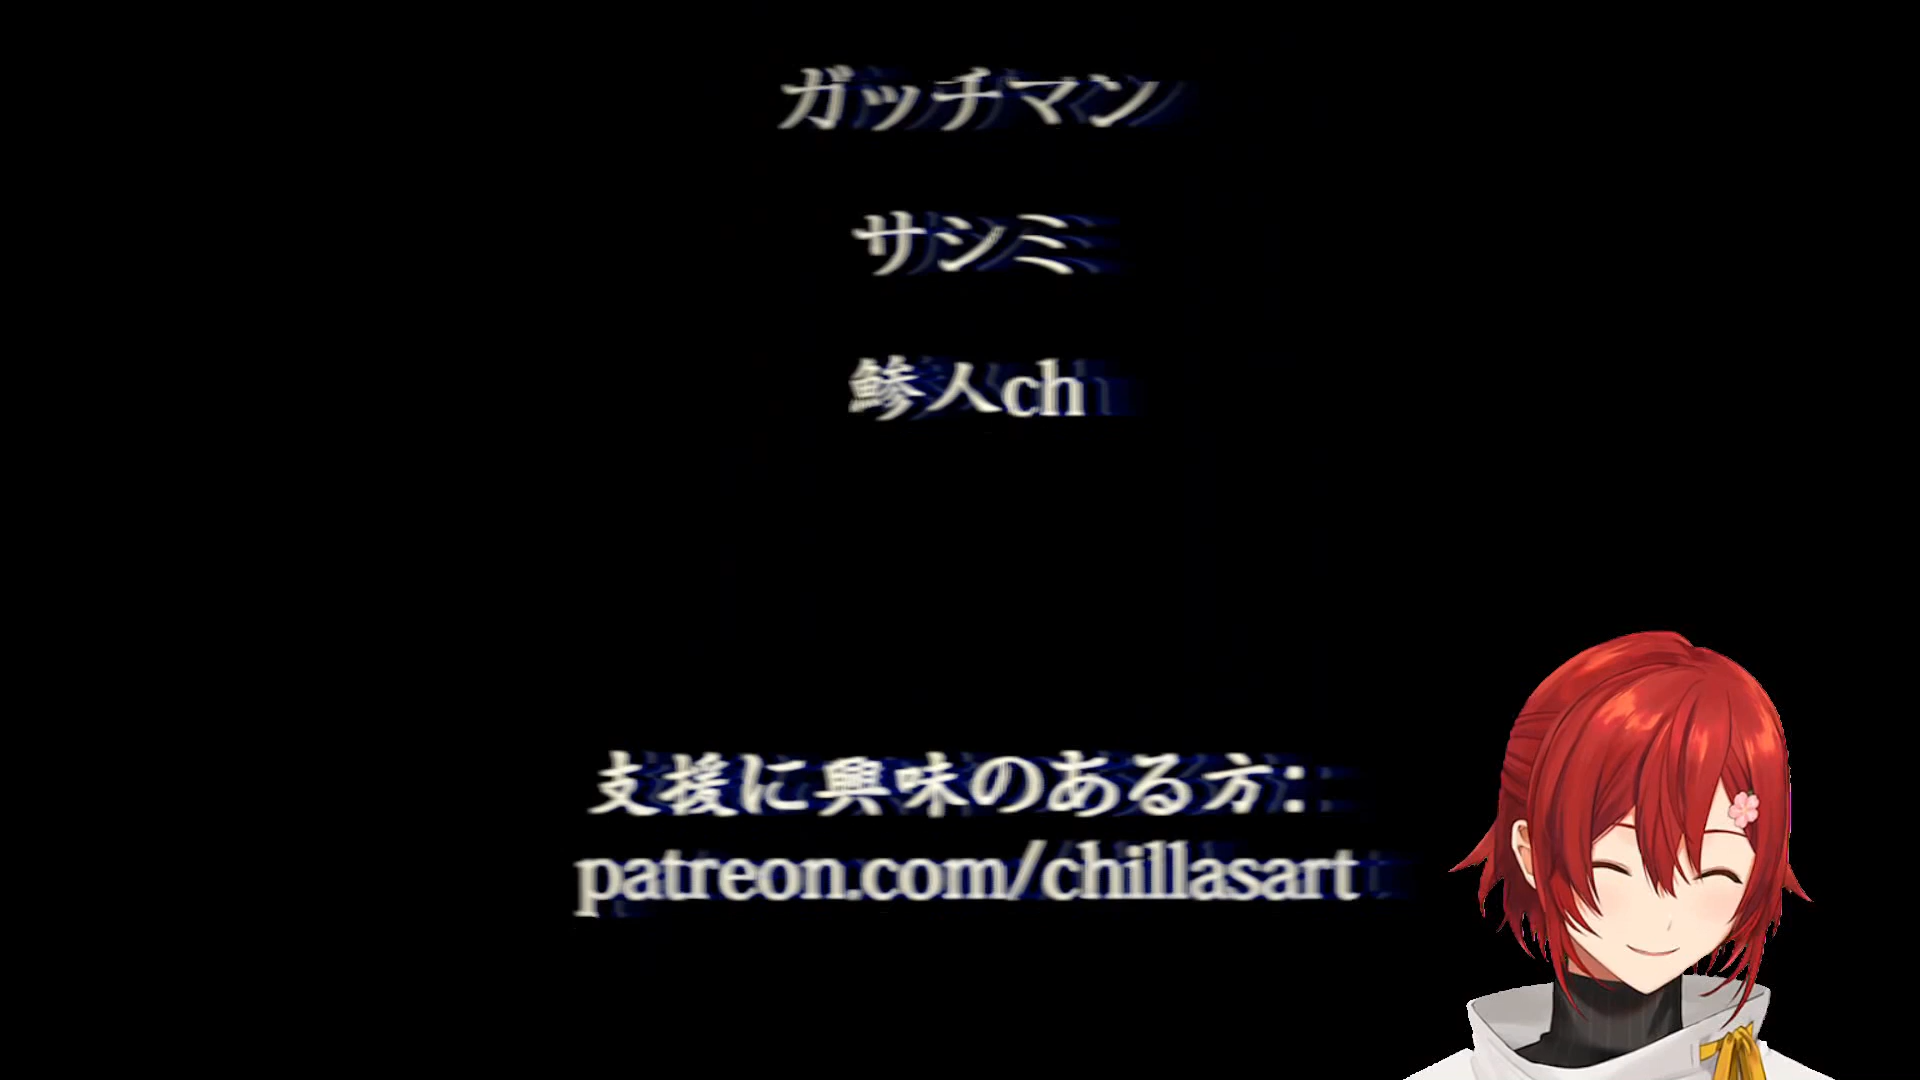 ガッチマン
サシミ
鯵人ch
支援に興味のある方:
patreon.com/chillasart